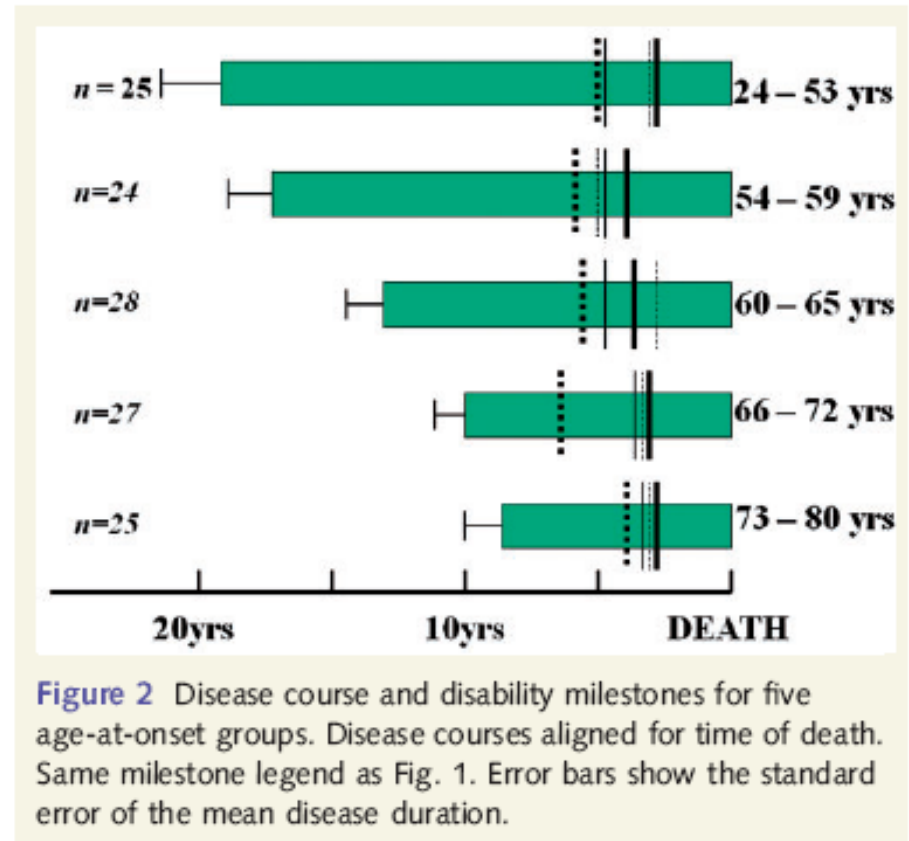 n = 25
24 – 53 yrs
n=24
54 – 59 yrs
n=28
60 – 65 yrs
n=27
66 – 72 yrs
n=25
73 – 80 yrs
20yrs
10yrs
DEATH
Figure 2 Disease course and disability milestones for five
age-at-onset groups. Disease courses aligned for time of death.
Same milestone legend as Fig. 1. Error bars show the standard
error of the mean disease duration.